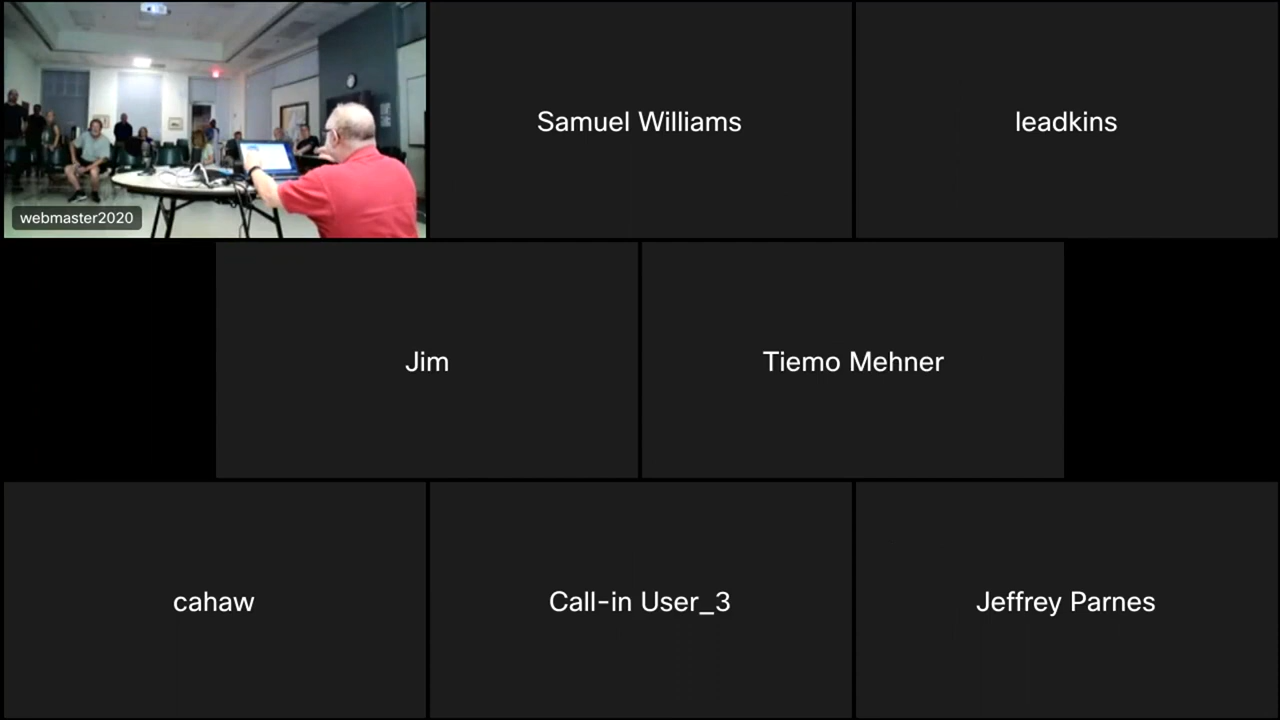 webmaster2020
Samuel Williams
leadkins
Jim
Tiemo Mehner
cahaw
Call-in User_3
Jeffrey Parnes